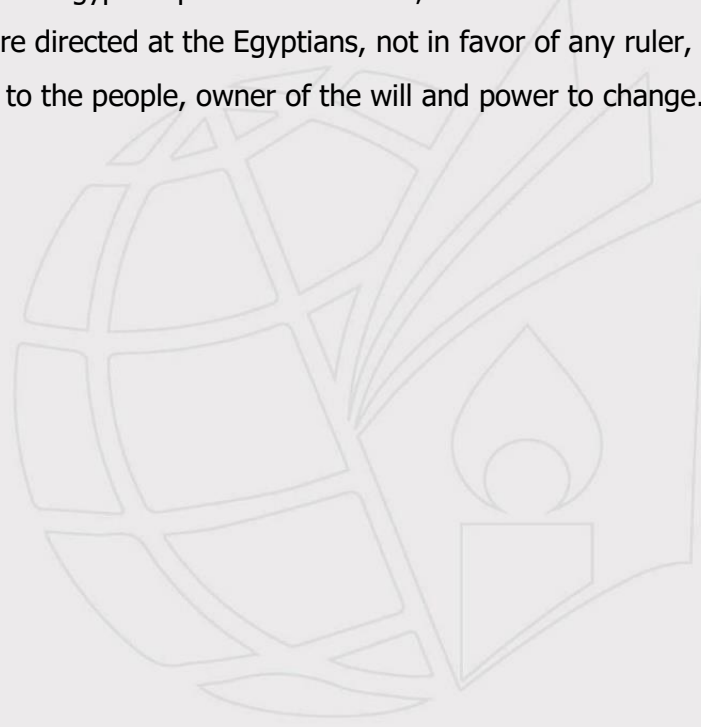 re directed at the Egyptians, not in favor of any ruler,
to the people, owner of the will and power to change.